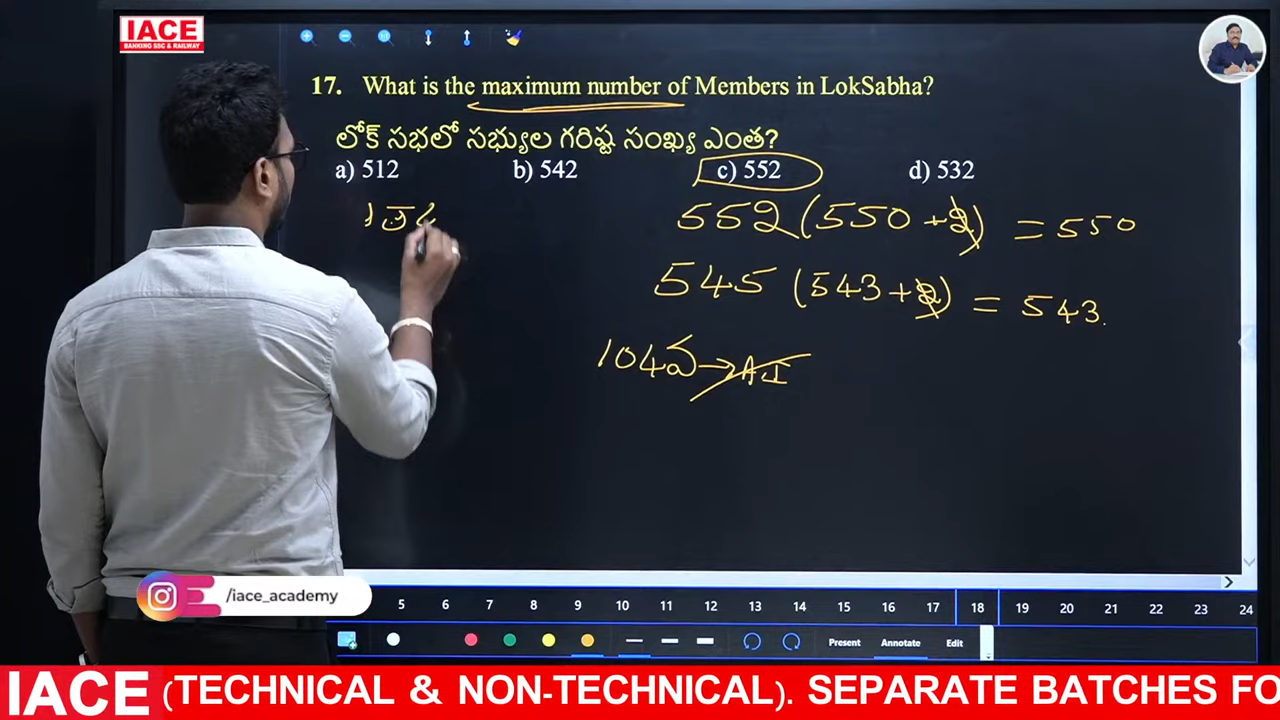 IACE
BANKING SSC & RAILWAY
17. What is the maximum number of Members in LokSabha?
లోక్ సభలో సభ్యుల గరిష్ట సంఖ్య ఎంత?
a) 512 b) 542 c) 552 d) 532
552 (550 + 2) = 550
545 (543 + 2) = 543.
104వ → AI
/iace_academy
5 6 7 8 9 10 11 12 13 14 15 16 17 18 19 20 21 22 23 24
Present Annotate Edit
IACE (TECHNICAL & NON-TECHNICAL). SEPARATE BATCHES FO